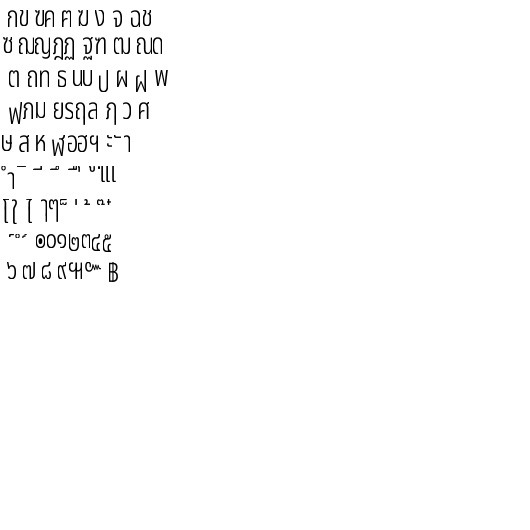 กข ฃค ฅ ฆ ง จ ฉช
ซ ฌญฎฏ ฐฑ ฒ ณด
ต ถท ธ นบ ป ผ ฝ พ
ฟภม ยรฤล ฦ ว ศ
ษ ส ห ฬอฮฯ ะ ั า
ำ ิ ี ึ ื ุ ู ฺ เแ
โใ ไ ๅๆ ็ ่ ้ ๊ ๋
์ ํ ๎ ๏๐๑๒๓๔๕
๖ ๗ ๘ ๙๚๛ ฿